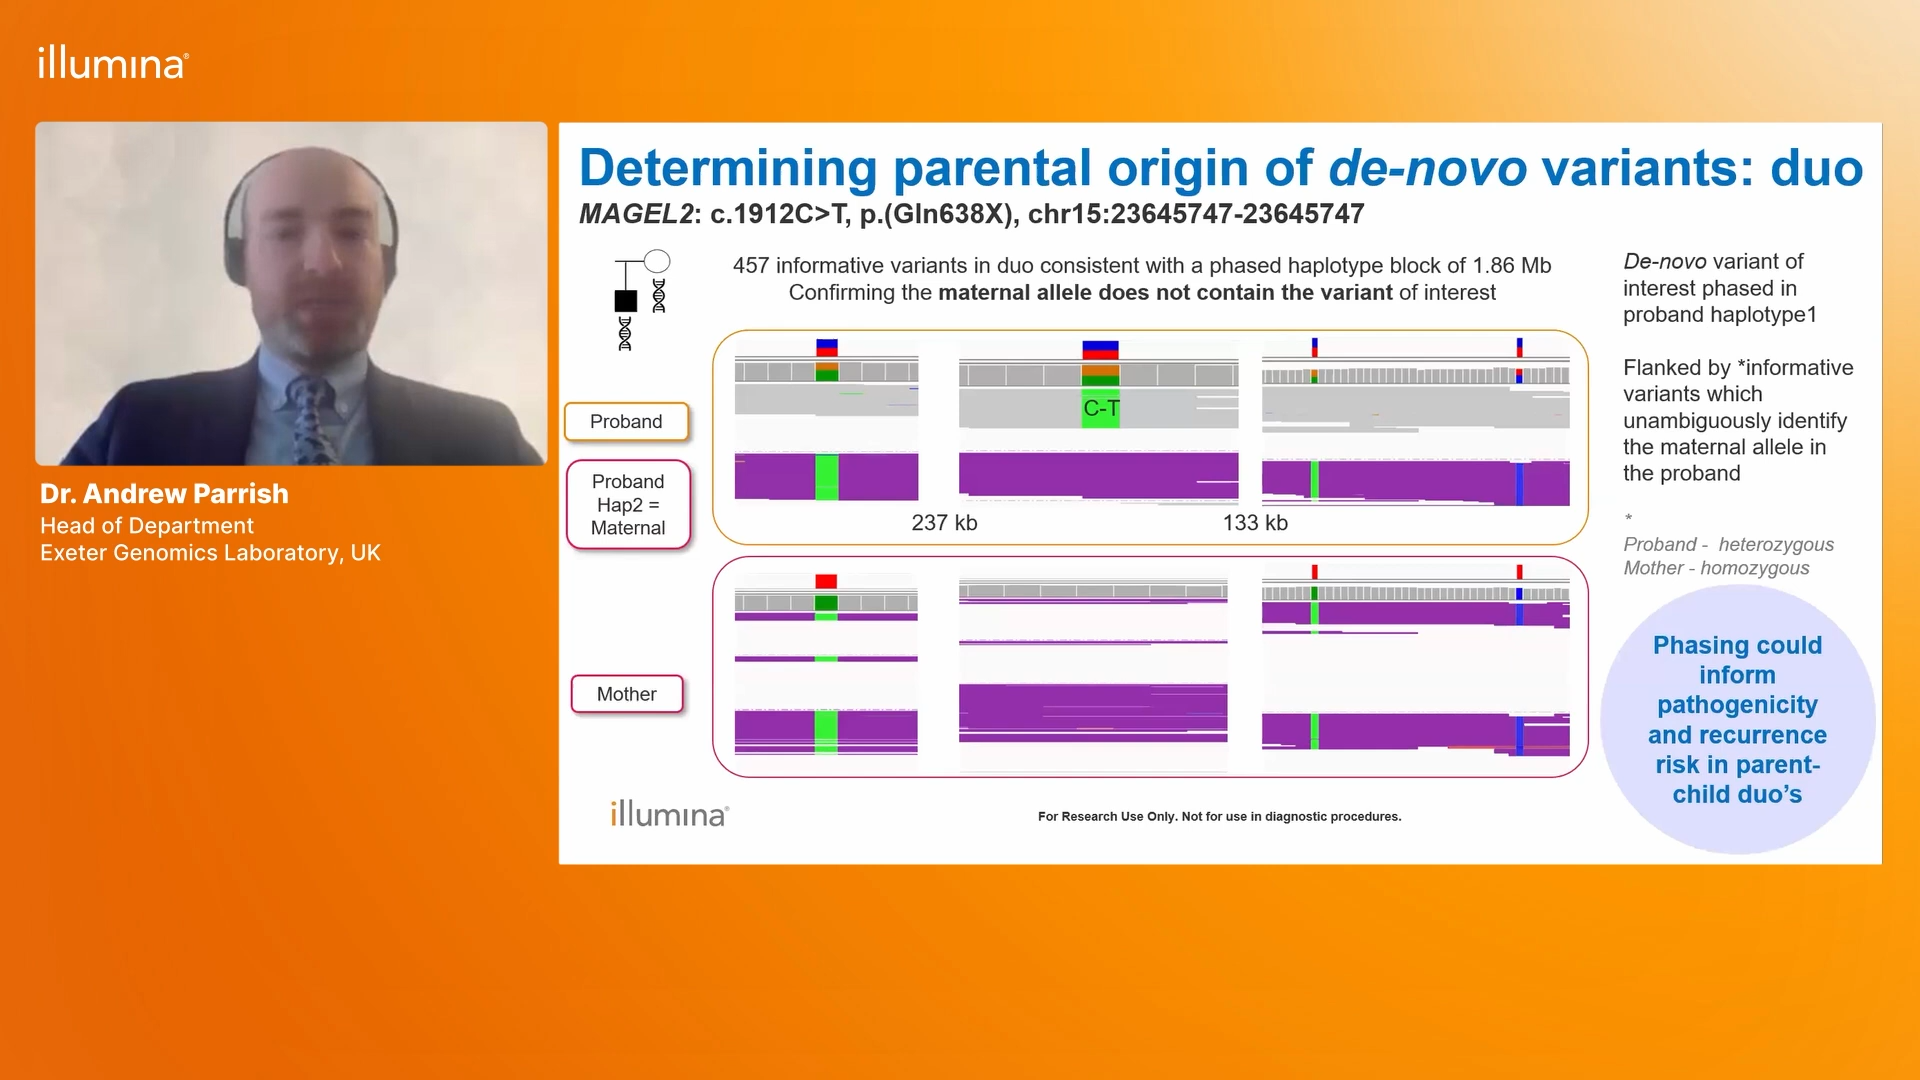 illumina®
Dr. Andrew Parrish
Head of Department
Exeter Genomics Laboratory, UK
Determining parental origin of de-novo variants: duo
MAGEL2: c.1912C>T, p.(Gln638X), chr15:23645747-23645747
457 informative variants in duo consistent with a phased haplotype block of 1.86 Mb
Confirming the maternal allele does not contain the variant of interest
Proband
C-T
Proband
Hap2 =
Maternal
237 kb
133 kb
Mother
De-novo variant of
interest phased in
proband haplotype1
Flanked by *informative
variants which
unambiguously identify
the maternal allele in
the proband
*
Proband - heterozygous
Mother - homozygous
Phasing could
inform
pathogenicity
and recurrence
risk in parent-
child duo’s
illumina®
For Research Use Only. Not for use in diagnostic procedures.